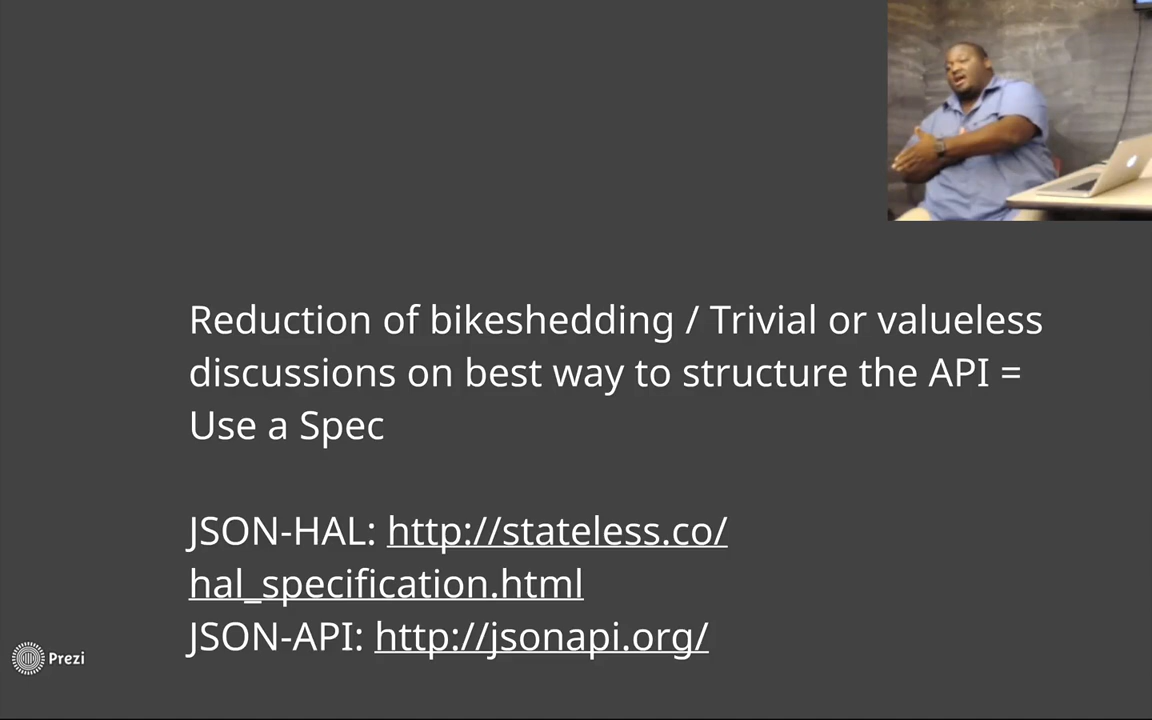 Reduction of bikeshedding / Trivial or valueless
discussions on best way to structure the API =
Use a Spec
JSON-HAL: http://stateless.co/
hal_specification.html
JSON-API: http://jsonapi.org/
Prezi